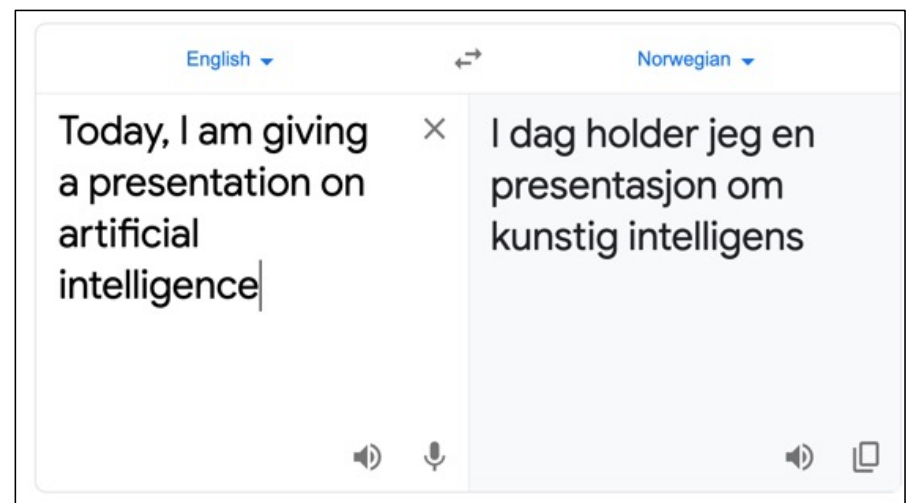 English
Norwegian
Today, I am giving
a presentation on
artificial
intelligence
I dag holder jeg en
presentasjon om
kunstig intelligens